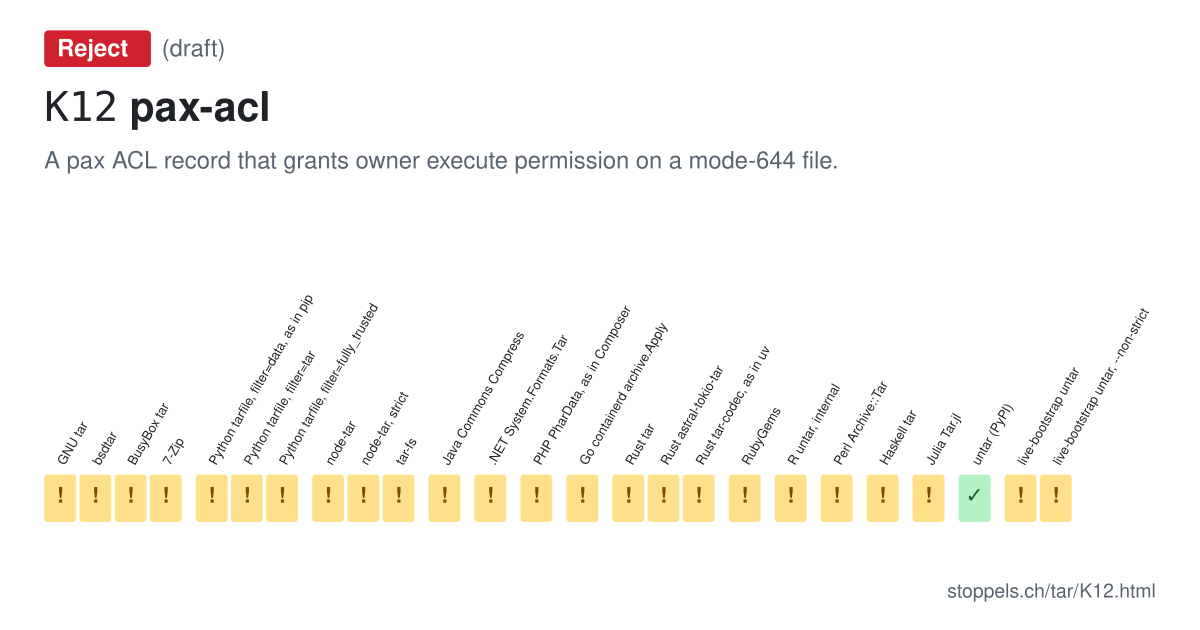 Reject (draft)
K12 pax-acl
A pax ACL record that grants owner execute permission on a mode-644 file.
GNU tar
bsdtar
BusyBox tar
7-Zip
Python tarfile, filter=data, as in pip
Python tarfile, filter=tar
Python tarfile, filter=fully_trusted
node-tar
node-tar, strict
tar-fs
Java Commons Compress
.NET System.Formats.Tar
PHP PharData, as in Composer
Go containerd archive.Apply
Rust tar
Rust astral-tokio-tar
Rust tar-codec, as in uv
RubyGems
R untar, internal
Perl Archive::Tar
Haskell tar
Julia Tar.jl
untar (PyPI)
live-bootstrap untar
live-bootstrap untar, --non-strict
! ! ! ! ! ! ! ! ! ! ! ! ! ! ! ! ! ! ! ! ! ! ✓ ! !
stoppels.ch/tar/K12.html